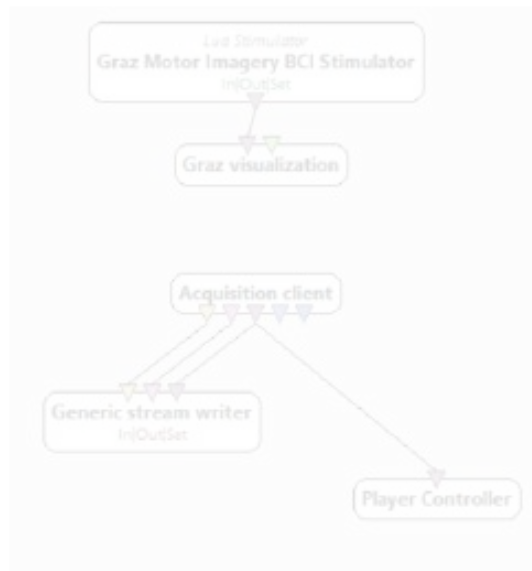 Lua Stimulator
Graz Motor Imagery BCI Stimulator
In|Out|Set
Graz visualization
Acquisition client
Generic stream writer
In|Out|Set
Player Controller